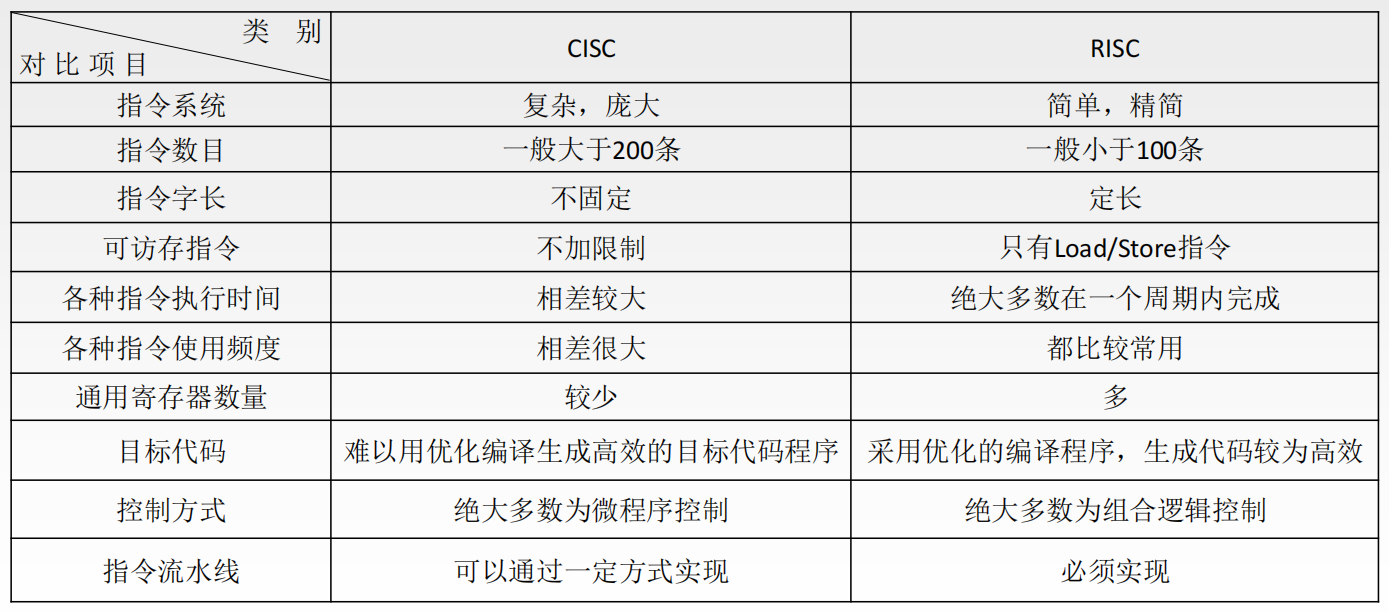 类 别
对比项目
CISC
RISC
指令系统
复杂，庞大
简单，精简
指令数目
一般大于200条
一般小于100条
指令字长
不固定
定长
可访存指令
不加限制
只有Load/Store指令
各种指令执行时间
相差较大
绝大多数在一个周期内完成
各种指令使用频度
相差很大
都比较常用
通用寄存器数量
较少
多
目标代码
难以用优化编译生成高效的目标代码程序
采用优化的编译程序，生成代码较为高效
控制方式
绝大多数为微程序控制
绝大多数为组合逻辑控制
指令流水线
可以通过一定方式实现
必须实现